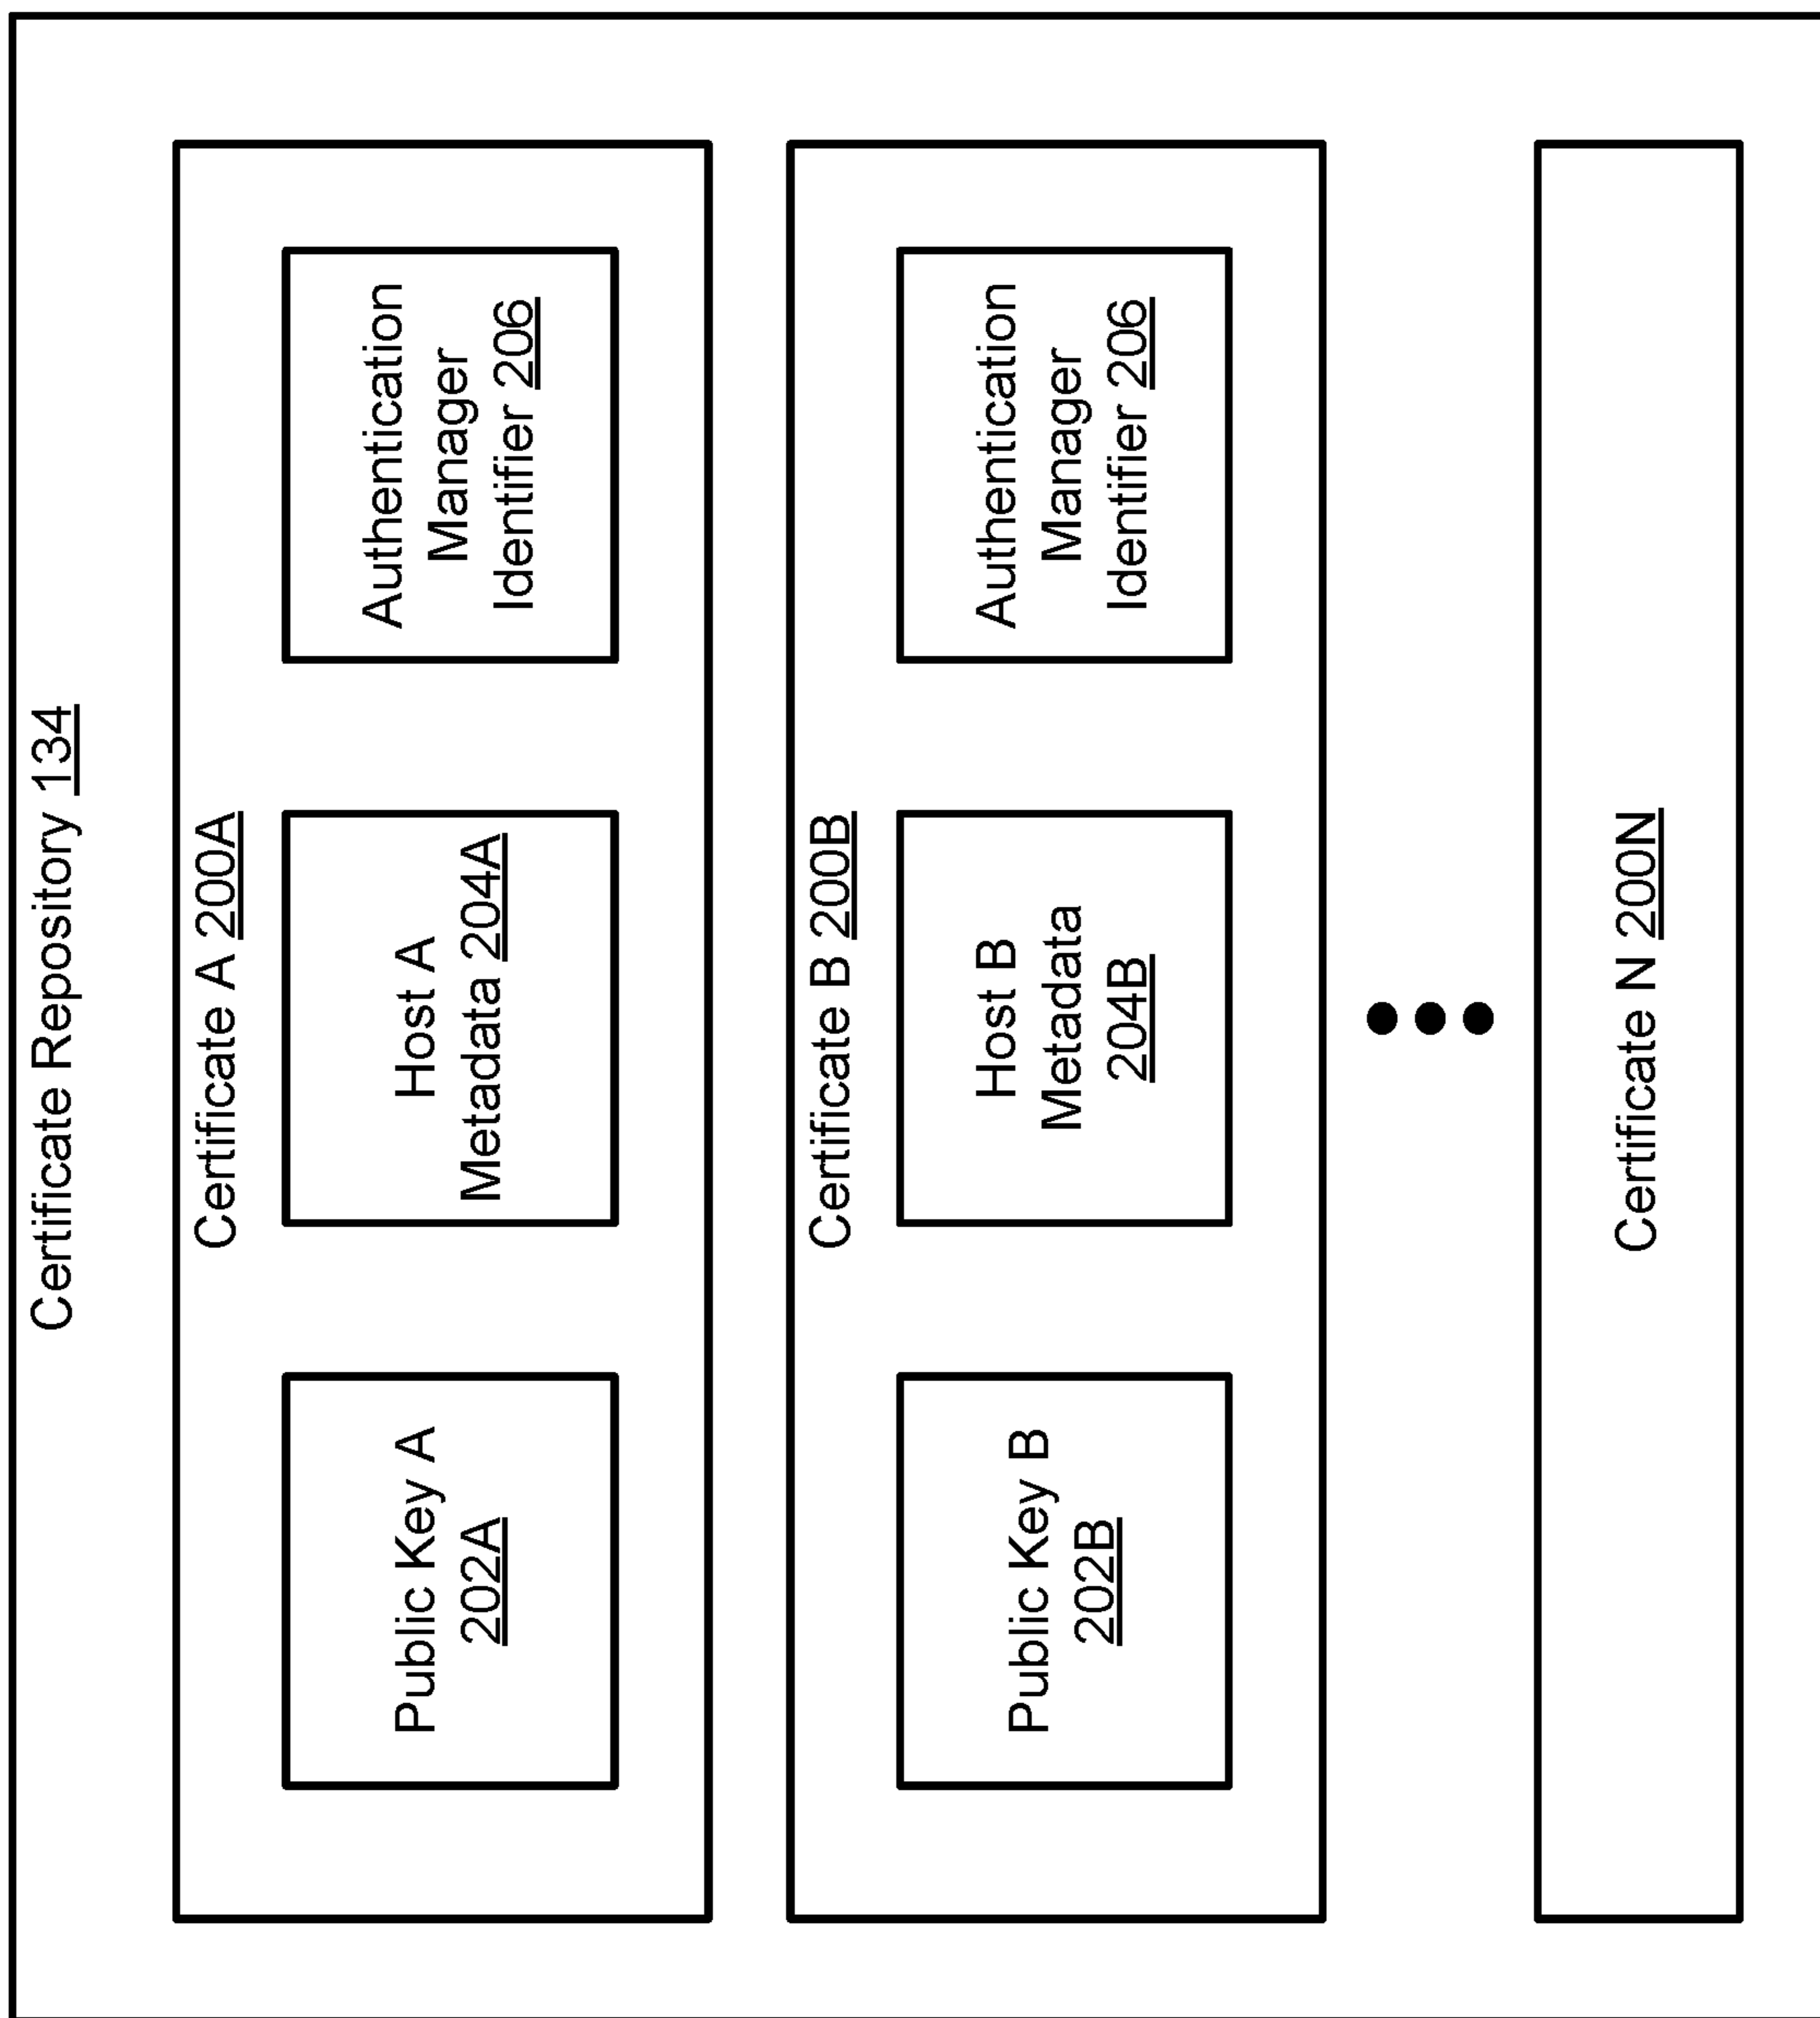 Certificate Repository 134
Certificate A 200A
Public Key A
202A
Host A
Metadata 204A
Authentication
Manager
Identifier 206
Certificate B 200B
Public Key B
202B
Host B
Metadata
204B
Authentication
Manager
Identifier 206
Certificate N 200N